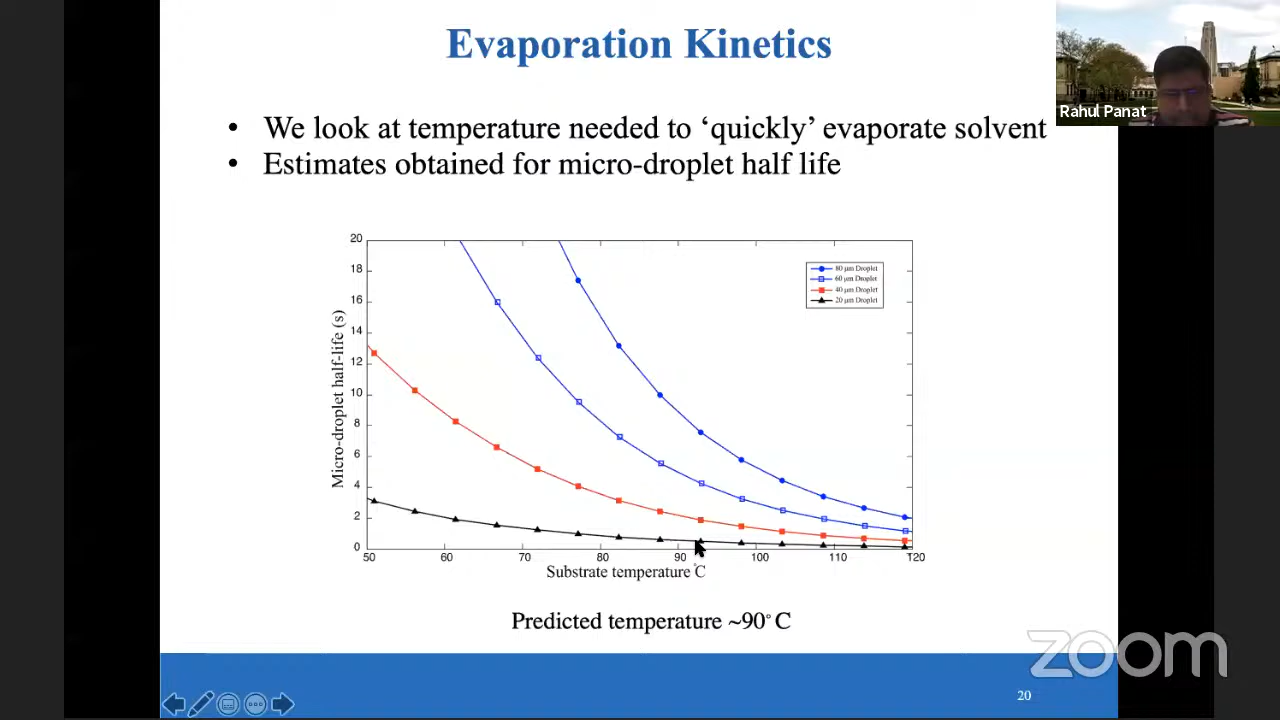 Evaporation Kinetics
Rahul Panat
• We look at temperature needed to ‘quickly’ evaporate solvent
• Estimates obtained for micro-droplet half life
Micro-droplet half-life (s)
20
18
16
14
12
10
8
6
4
2
0
80 μm Droplet
60 μm Droplet
40 μm Droplet
20 μm Droplet
50 60 70 80 90 100 110 120
Substrate temperature °C
Predicted temperature ~90° C
zoom
20